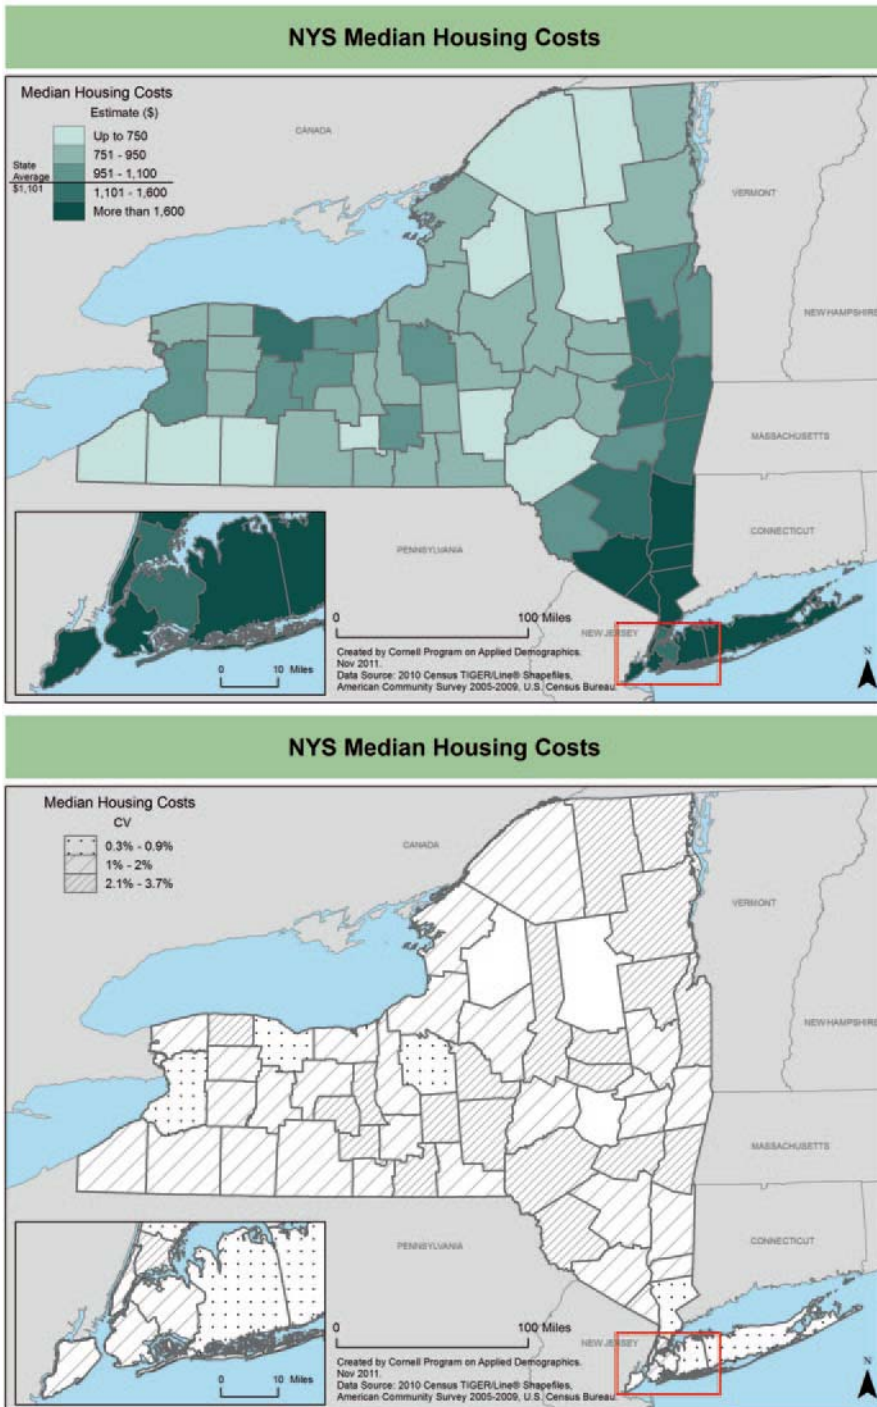 NYS Median Housing Costs
Median Housing Costs
Estimate ($)
Up to 750
751 - 950
State
Average
$1,101
951 - 1,100
1,101 - 1,600
More than 1,600
CANADA
VERMONT
NEW HAMPSHIRE
MASSACHUSETTS
CONNECTICUT
PENNSYLVANIA
NEW JERSEY
0 10 Miles
0 100 Miles
Created by Cornell Program on Applied Demographics.
Nov 2011.
Data Source: 2010 Census TIGER/Line® Shapefiles,
American Community Survey 2005-2009, U.S. Census Bureau.
N
NYS Median Housing Costs
Median Housing Costs
CV
0.3% - 0.9%
1% - 2%
2.1% - 3.7%
CANADA
VERMONT
NEW HAMPSHIRE
MASSACHUSETTS
CONNECTICUT
PENNSYLVANIA
NEW JERSEY
0 10 Miles
0 100 Miles
Created by Cornell Program on Applied Demographics.
Nov 2011.
Data Source: 2010 Census TIGER/Line® Shapefiles,
American Community Survey 2005-2009, U.S. Census Bureau.
N